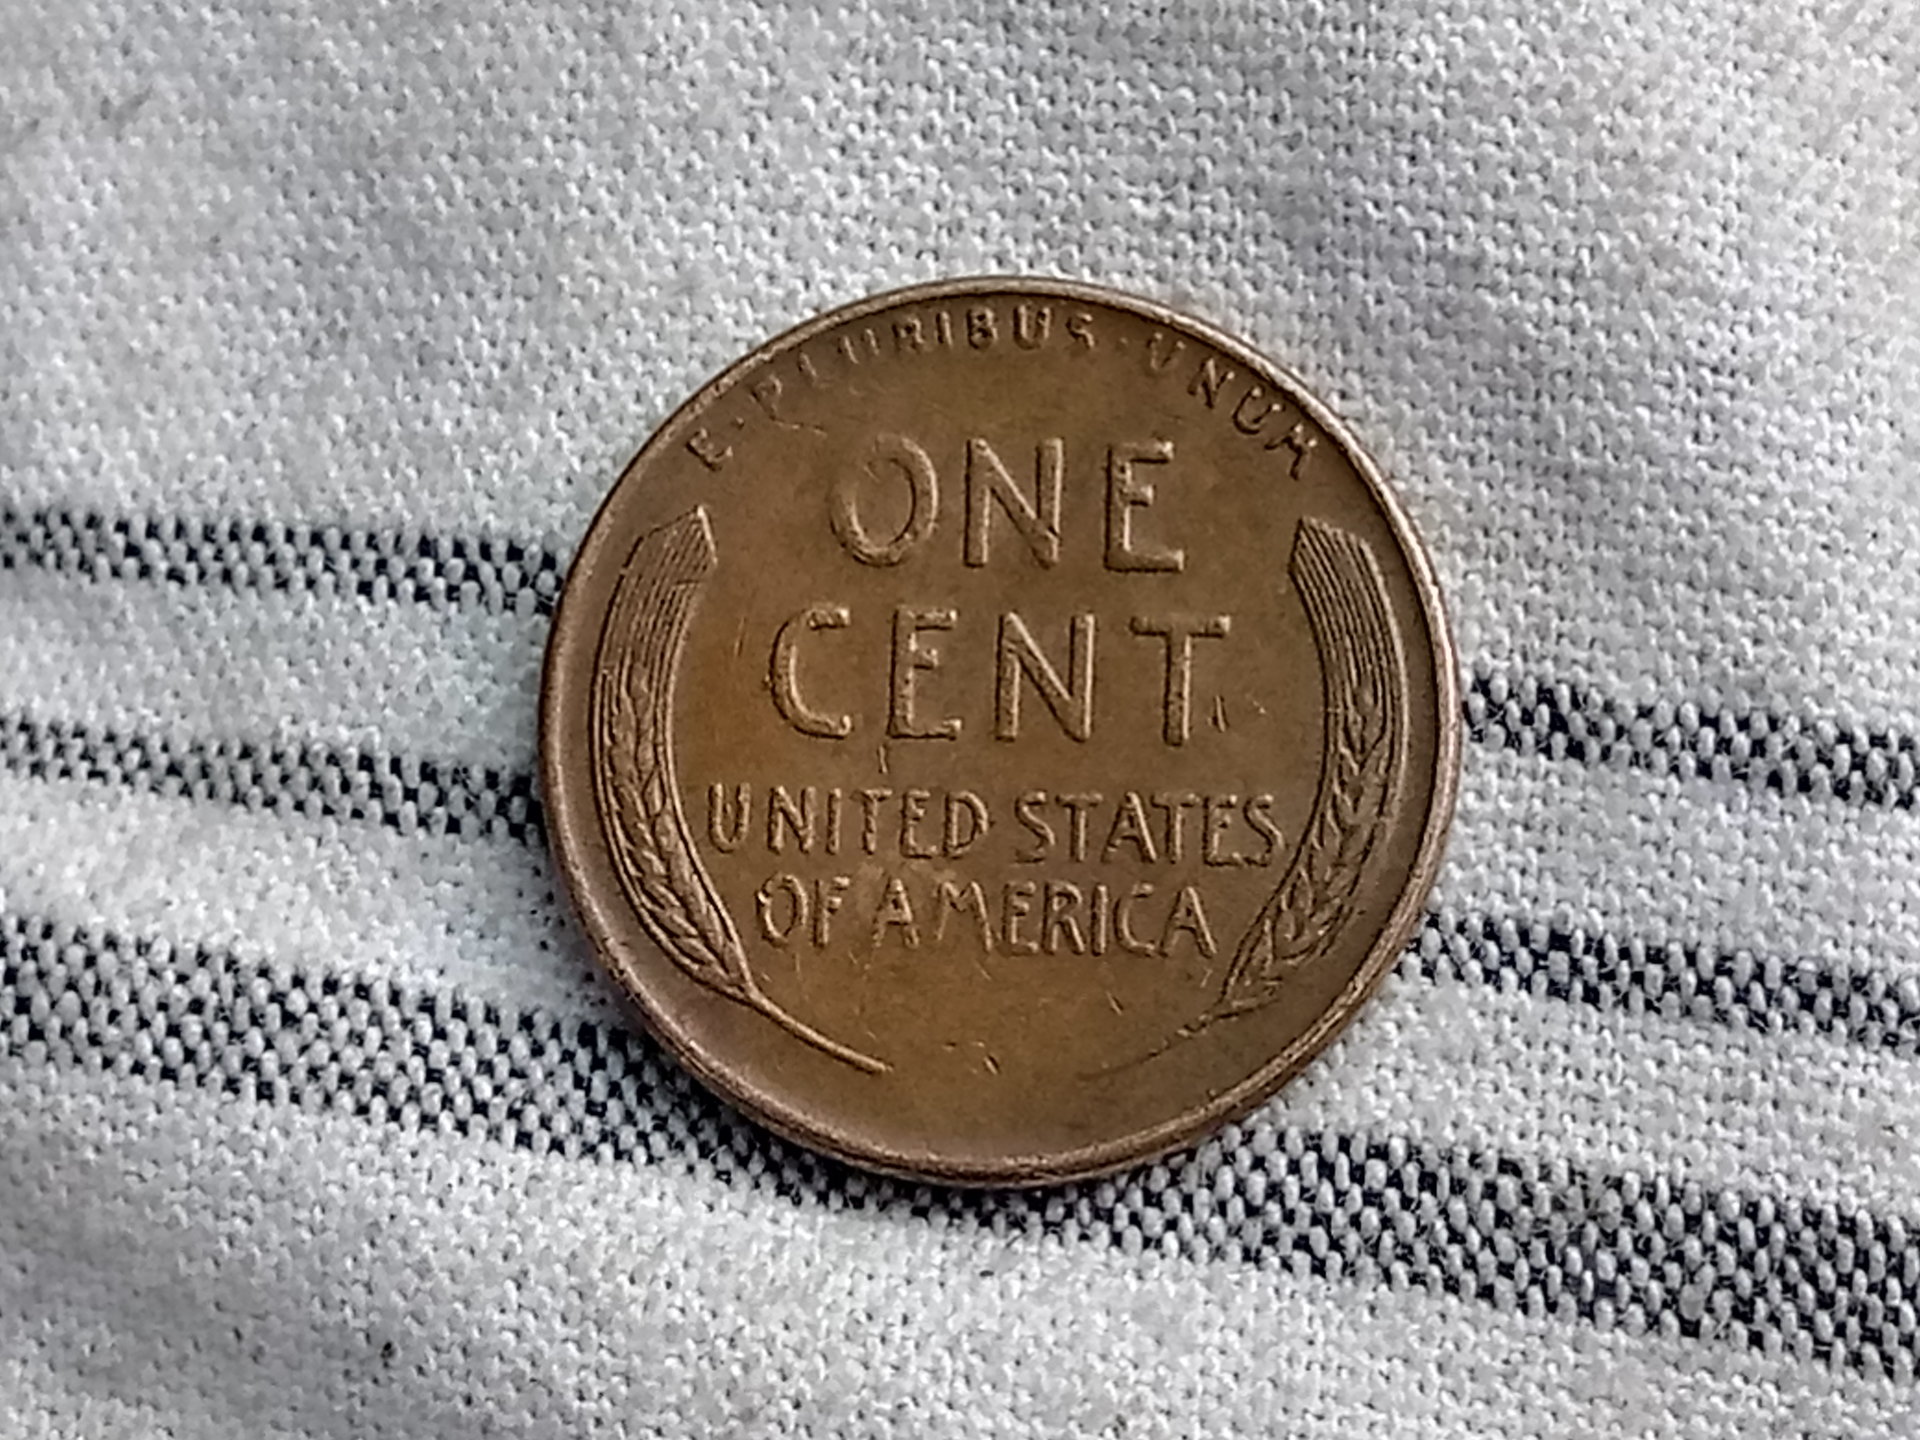 E·PLURIBUS·UNUM
ONE
CENT
UNITED STATES
OF AMERICA